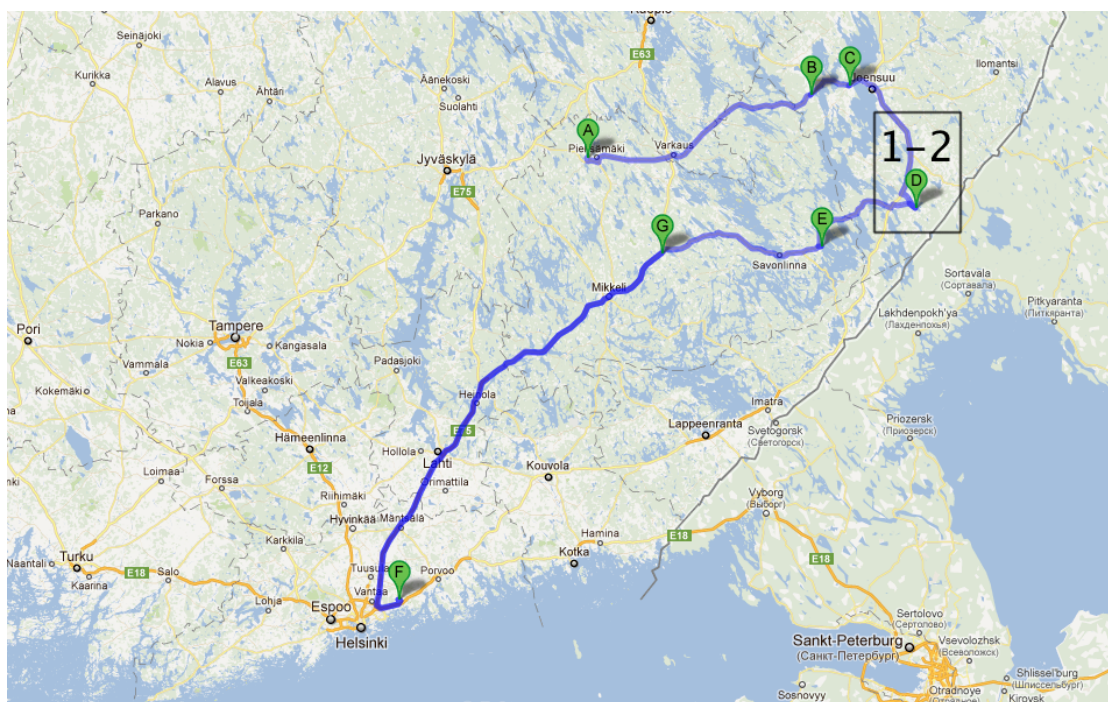 Kuopio
Seinäjoki
E63
Ilomantsi
Kurikka
Alavus
Ähtäri
Äänekoski
Suolahti
B
C
Joensuu
A
1-2
Pieksämäki
Varkaus
Jyväskylä
E75
D
Parkano
G
E
Savonlinna
Sortavala
(Сортавала)
Mikkeli
Pitkyaranta
(Питкяранта)
Lakhdenpokh'ya
(Лахденпохья)
Pori
Tampere
Nokia
Kangasala
E63
Vammala
Padasjoki
Kokemäki
Valkeakoski
Toijala
Heinola
Imatra
Svetogorsk
(Светогорск)
Priozersk
(Приозерск)
Lappeenranta
E75
Hämeenlinna
Hollola
Lahti
E12
Kouvola
Orimattila
Loimaa
Forssa
Riihimäki
Vyborg
(Выборг)
Hyvinkää
Mäntsälä
Hamina
E18
Karkkila
Kotka
Turku
Naantali
Kaarina
E18
Salo
Tuusula
F
Porvoo
E18
Lohja
Vantaa
Espoo
Helsinki
Sertolovo
(Сертолово)
Sankt-Peterburg
(Санкт-Петербург)
Vsevolozhsk
(Всеволожск)
Shlissel'burg
(Шлиссельбург)
Otradnoye
(Отрадное)
Kirovsk
Sosnovyy